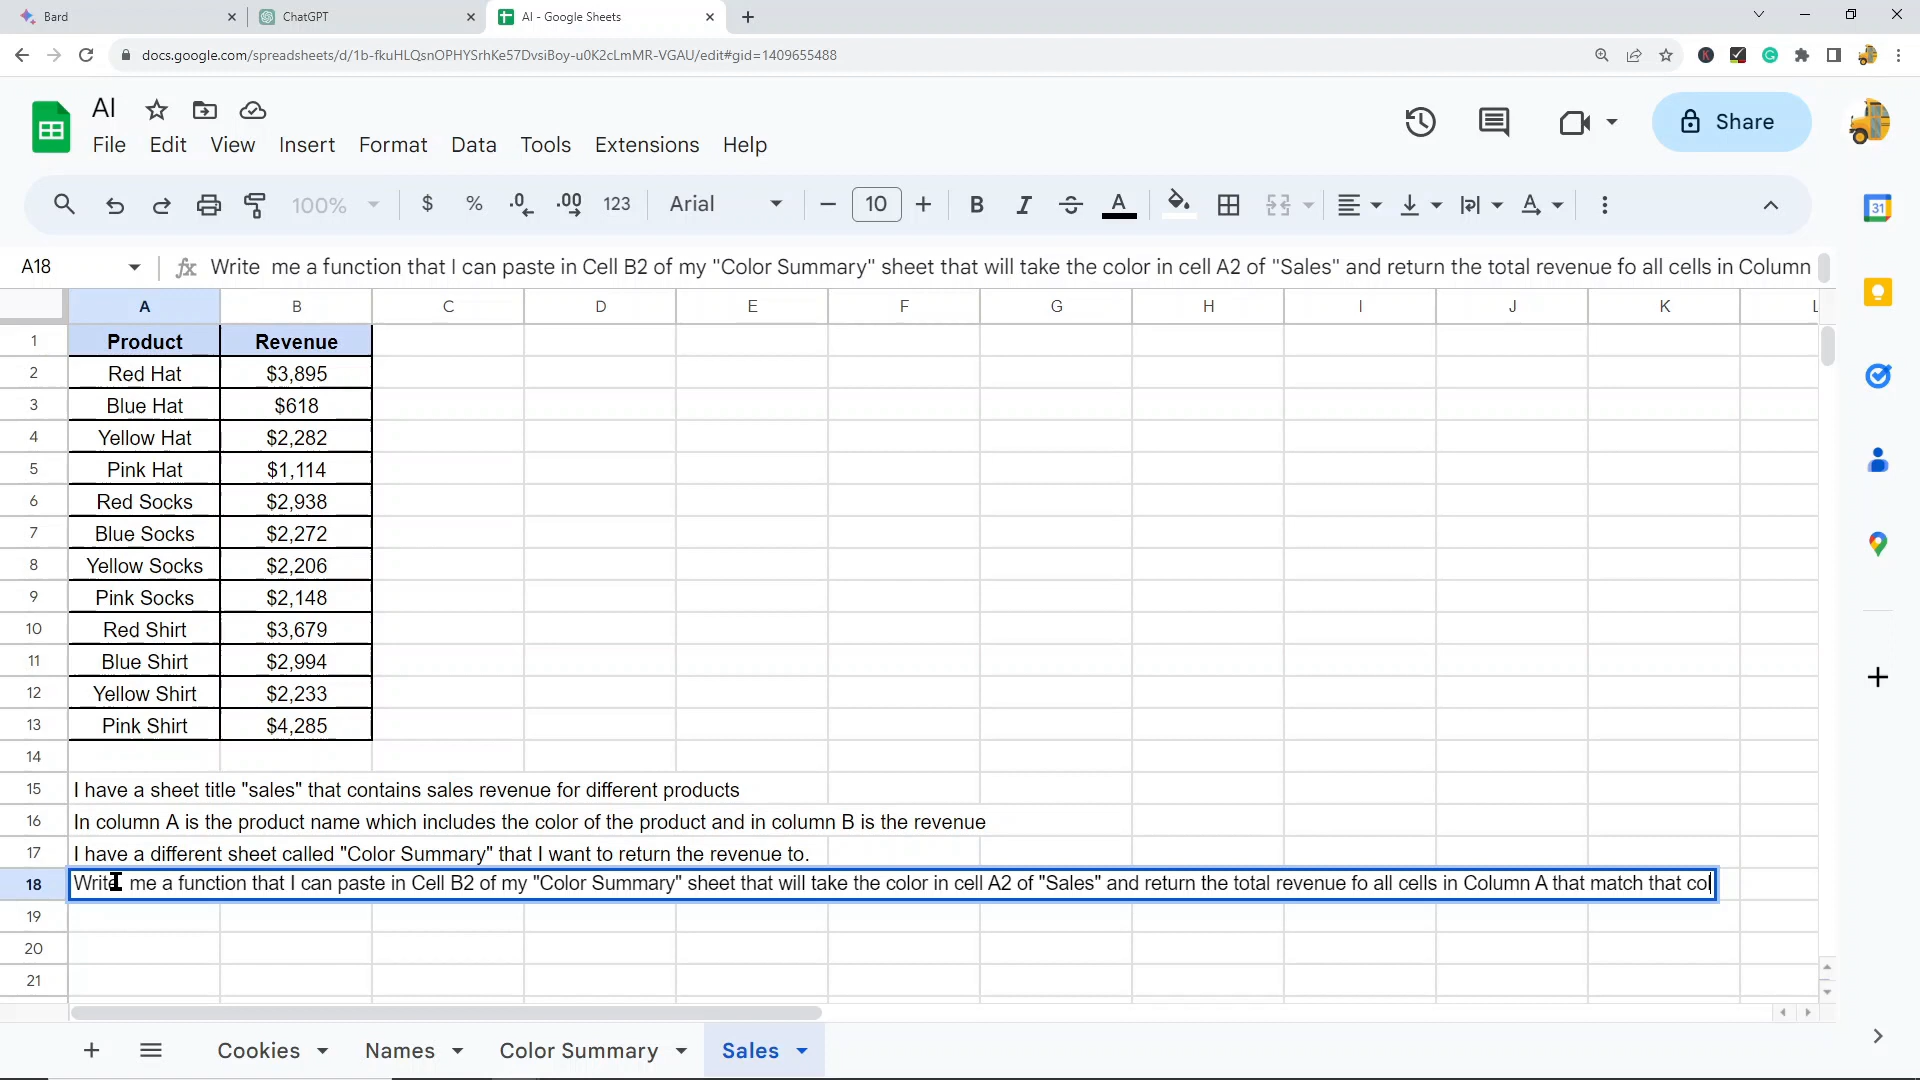 Bard
ChatGPT
AI - Google Sheets
docs.google.com/spreadsheets/d/1b-fkuHLQsnOPHYSrhKe57DvsiBoy-u0K2cLmMR-VGAU/edit#gid=1409655488
AI
File Edit View Insert Format Data Tools Extensions Help
Share
100% $ % .0 .00 123 Arial 10 B I S A
31
A18 fx Write  me a function that I can paste in Cell B2 of my "Color Summary" sheet that will take the color in cell A2 of "Sales" and return the total revenue fo all cells in Column
A B C D E F G H I J K L
1 Product Revenue
2 Red Hat $3,895
3 Blue Hat $618
4 Yellow Hat $2,282
5 Pink Hat $1,114
6 Red Socks $2,938
7 Blue Socks $2,272
8 Yellow Socks $2,206
9 Pink Socks $2,148
10 Red Shirt $3,679
11 Blue Shirt $2,994
12 Yellow Shirt $2,233
13 Pink Shirt $4,285
14
15 I have a sheet title "sales" that contains sales revenue for different products
16 In column A is the product name which includes the color of the product and in column B is the revenue
17 I have a different sheet called "Color Summary" that I want to return the revenue to.
18 Write  me a function that I can paste in Cell B2 of my "Color Summary" sheet that will take the color in cell A2 of "Sales" and return the total revenue fo all cells in Column A that match that col
19
20
21
Cookies Names Color Summary Sales